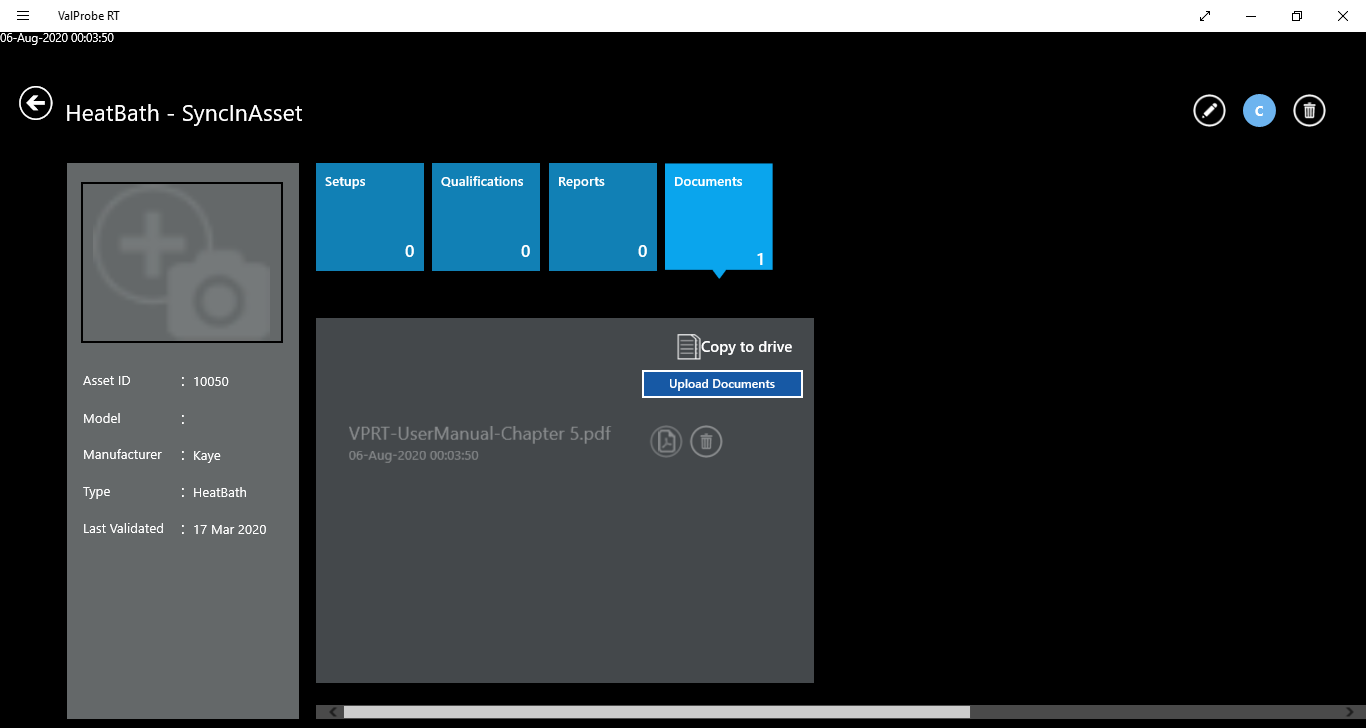 ValProbe RT
06-Aug-2020 00:03:50
HeatBath - SyncInAsset
C
Setups
0
Qualifications
0
Reports
0
Documents
1
Copy to drive
Upload Documents
VPRT-UserManual-Chapter 5.pdf
06-Aug-2020 00:03:50
Asset ID : 10050
Model :
Manufacturer : Kaye
Type : HeatBath
Last Validated : 17 Mar 2020